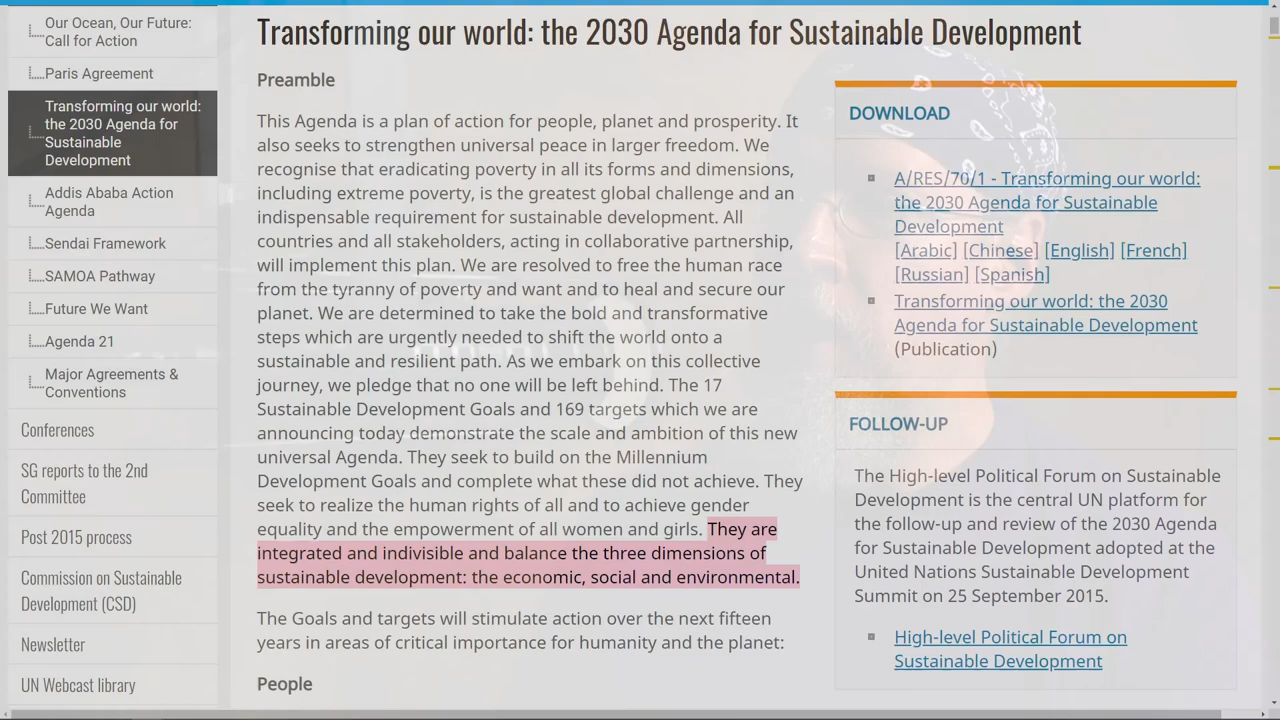 Our Ocean, Our Future:
Call for Action
Paris Agreement
Transforming our world:
the 2030 Agenda for
Sustainable
Development
Addis Ababa Action
Agenda
Sendai Framework
SAMOA Pathway
Future We Want
Agenda 21
Major Agreements &
Conventions
Conferences
SG reports to the 2nd
Committee
Post 2015 process
Commission on Sustainable
Development (CSD)
Newsletter
UN Webcast library
Transforming our world: the 2030 Agenda for Sustainable Development
Preamble
This Agenda is a plan of action for people, planet and prosperity. It
also seeks to strengthen universal peace in larger freedom. We
recognise that eradicating poverty in all its forms and dimensions,
including extreme poverty, is the greatest global challenge and an
indispensable requirement for sustainable development. All
countries and all stakeholders, acting in collaborative partnership,
will implement this plan. We are resolved to free the human race
from the tyranny of poverty and want and to heal and secure our
planet. We are determined to take the bold and transformative
steps which are urgently needed to shift the world onto a
sustainable and resilient path. As we embark on this collective
journey, we pledge that no one will be left behind. The 17
Sustainable Development Goals and 169 targets which we are
announcing today demonstrate the scale and ambition of this new
universal Agenda. They seek to build on the Millennium
Development Goals and complete what these did not achieve. They
seek to realize the human rights of all and to achieve gender
equality and the empowerment of all women and girls. They are
integrated and indivisible and balance the three dimensions of
sustainable development: the economic, social and environmental.
The Goals and targets will stimulate action over the next fifteen
years in areas of critical importance for humanity and the planet:
People
DOWNLOAD
A/RES/70/1 - Transforming our world:
the 2030 Agenda for Sustainable
Development
[Arabic] [Chinese] [English] [French]
[Russian] [Spanish]
Transforming our world: the 2030
Agenda for Sustainable Development
(Publication)
FOLLOW-UP
The High-level Political Forum on Sustainable
Development is the central UN platform for
the follow-up and review of the 2030 Agenda
for Sustainable Development adopted at the
United Nations Sustainable Development
Summit on 25 September 2015.
High-level Political Forum on
Sustainable Development